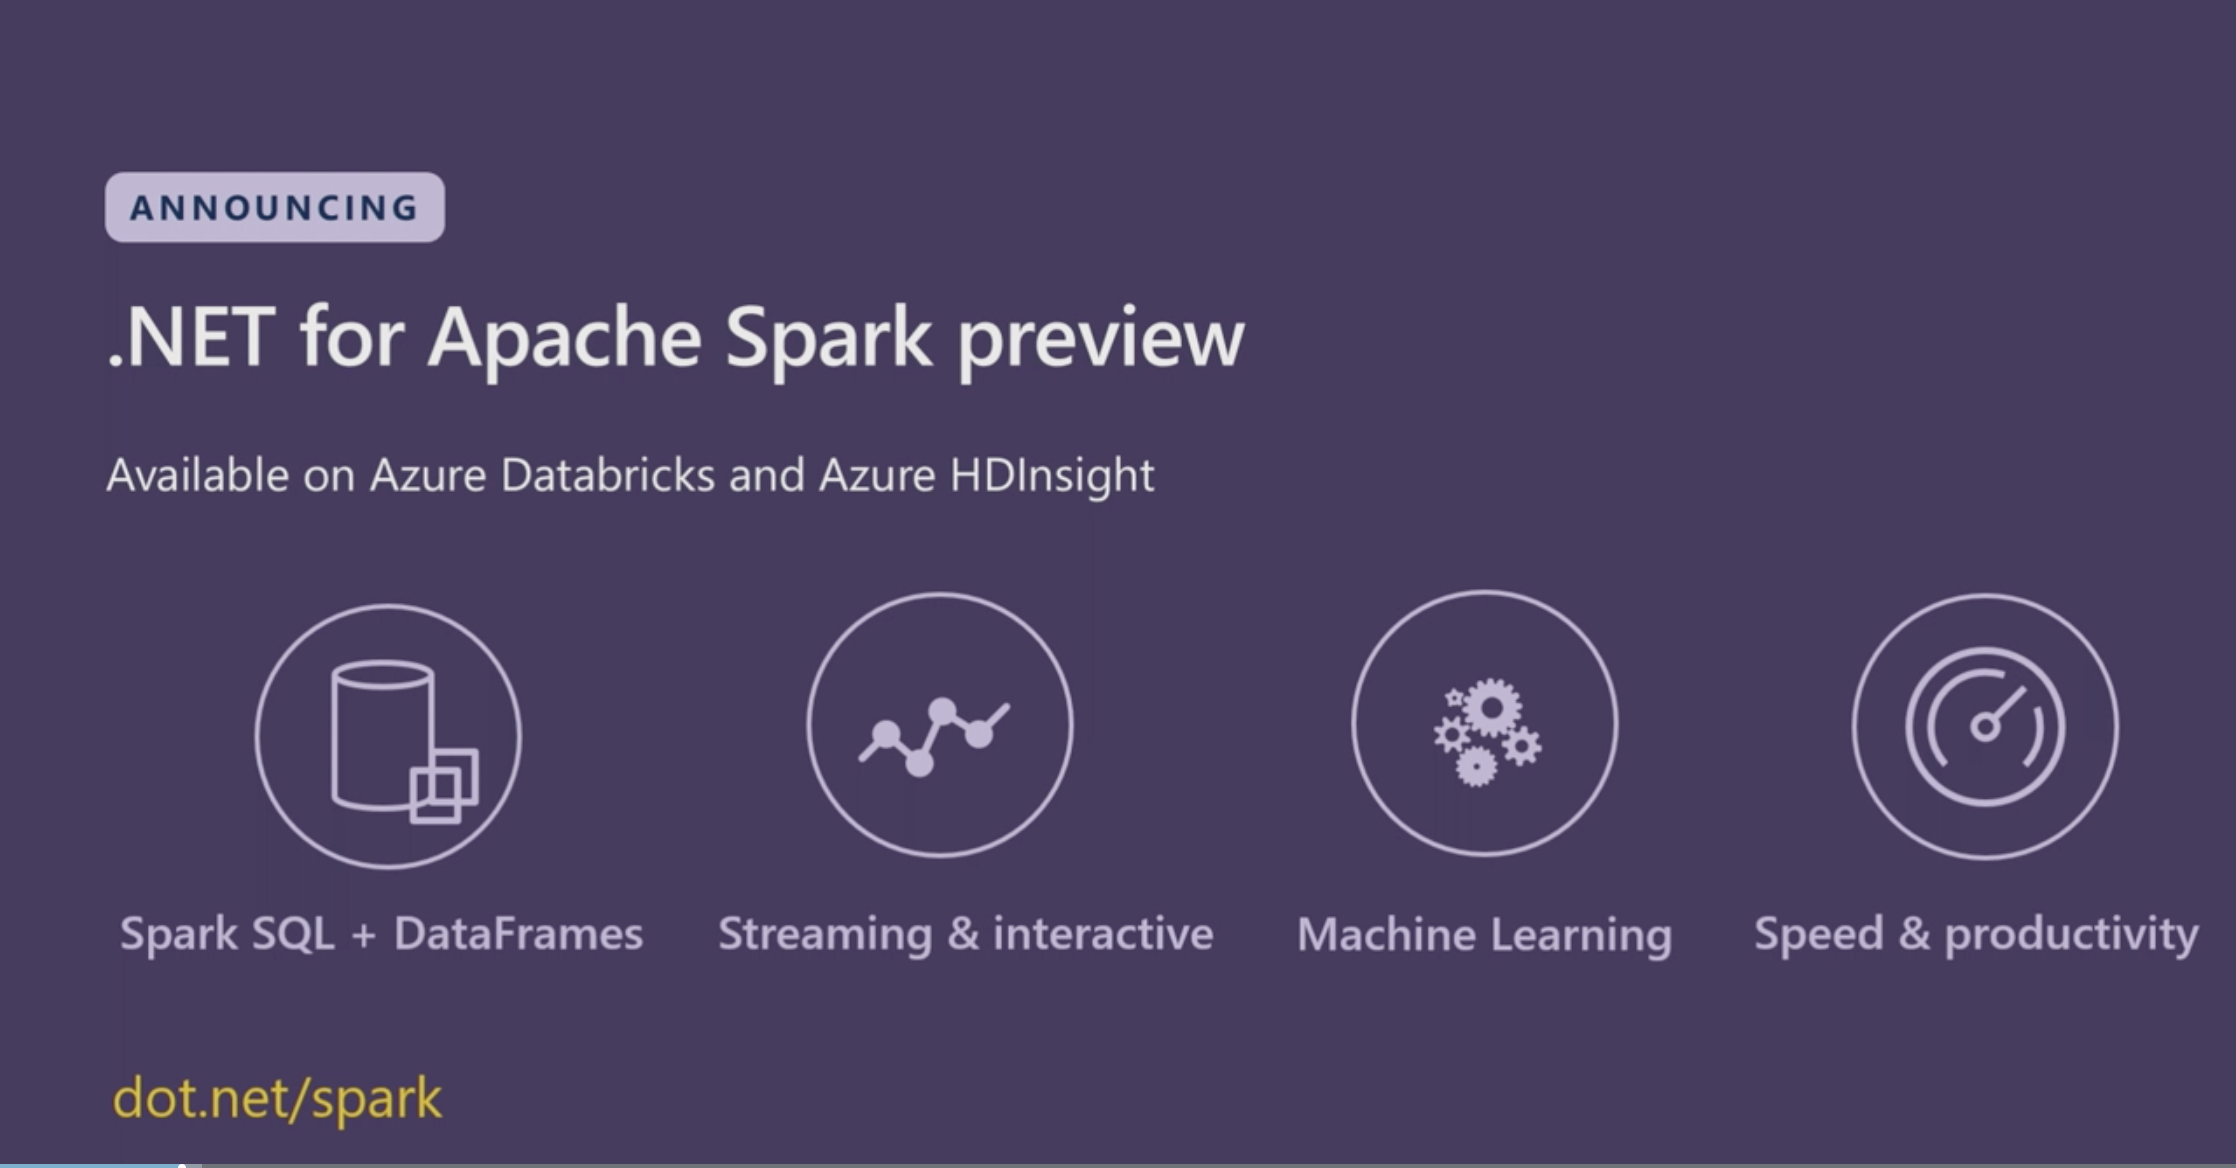 ANNOUNCING
.NET for Apache Spark preview
Available on Azure Databricks and Azure HDInsight
Spark SQL + DataFrames
Streaming & interactive
Machine Learning
Speed & productivity
dot.net/spark